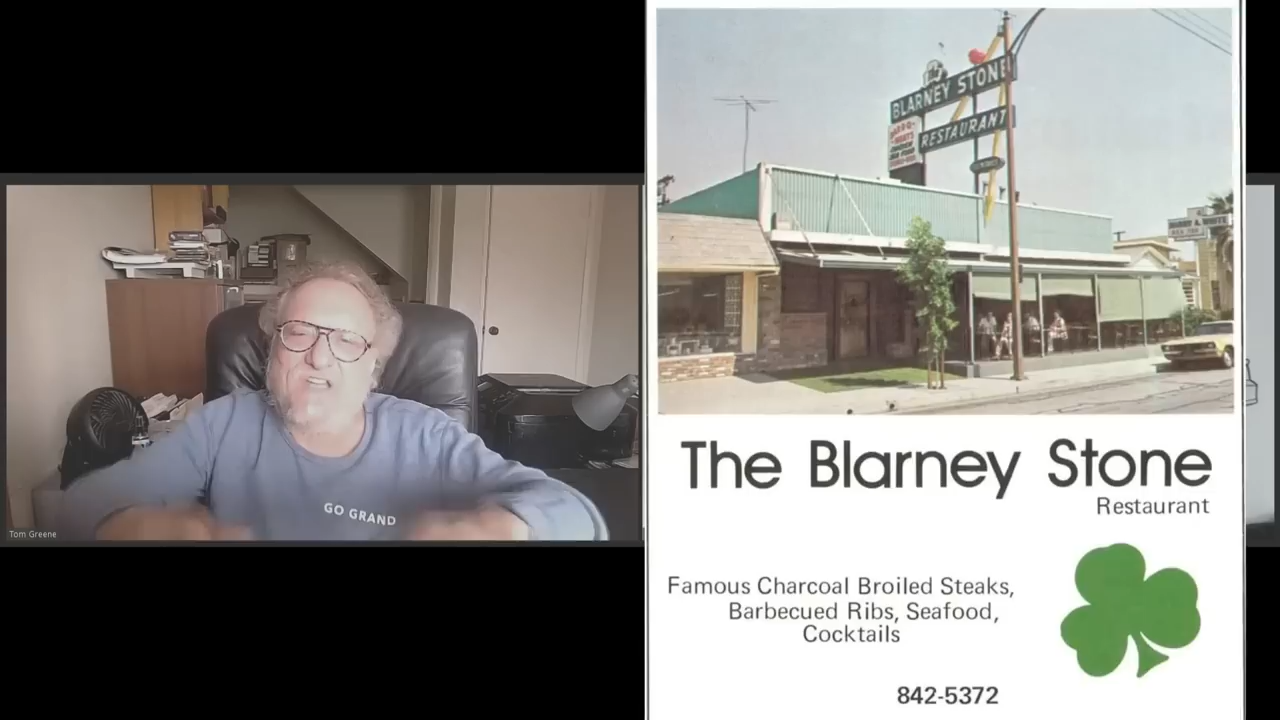 The
BLARNEY STONE
RESTAURANT
The Blarney Stone
Restaurant
Famous Charcoal Broiled Steaks,
Barbecued Ribs, Seafood,
Cocktails
842-5372
GO GRAND
Tom Greene